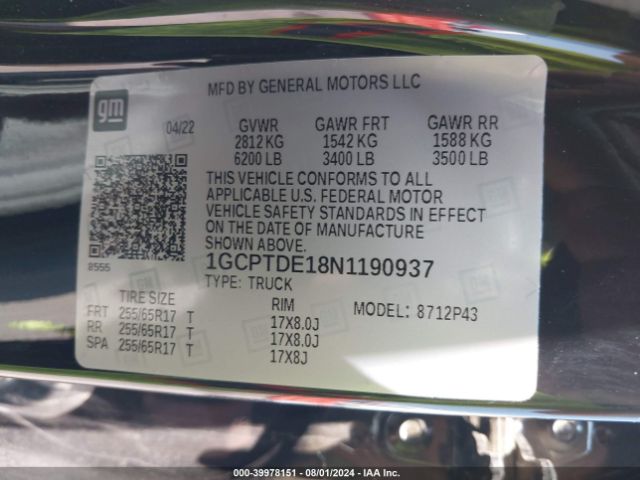 MFD BY GENERAL MOTORS LLC
gm
04/22 GVWR GAWR FRT GAWR RR
2812 KG 1542 KG 1588 KG
6200 LB 3400 LB 3500 LB
THIS VEHICLE CONFORMS TO ALL
APPLICABLE U.S. FEDERAL MOTOR
VEHICLE SAFETY STANDARDS IN EFFECT
ON THE DATE OF MANUFACTURE
SHOWN ABOVE.
8555
1GCPTDE18N1190937
TYPE: TRUCK
TIRE SIZE RIM MODEL: 8712P43
FRT 255/65R17 T 17X8.0J
RR 255/65R17 T 17X8.0J
SPA 255/65R17 T 17X8J
000-39978151 - 08/01/2024 - IAA Inc.